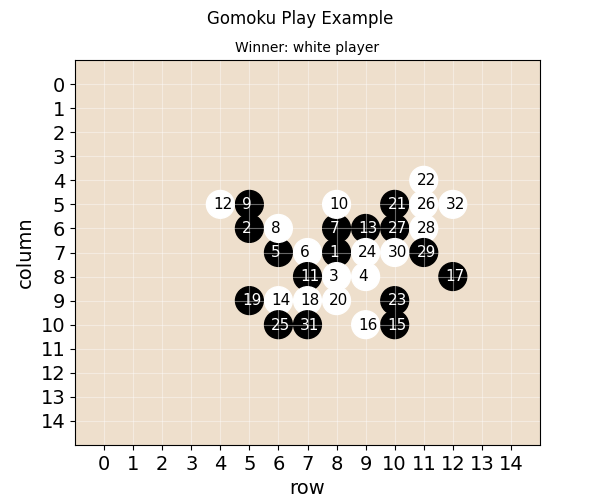 Gomoku Play Example
Winner: white player
0
1
2
3
4 22
5 12 9 10 21 26 32
6 2 8 7 13 27 28
7 5 6 1 24 30 29
8 11 3 4 17
9 19 14 18 20 23
10 25 31 16 15
11
12
13
14
column
0 1 2 3 4 5 6 7 8 9 10 11 12 13 14
row